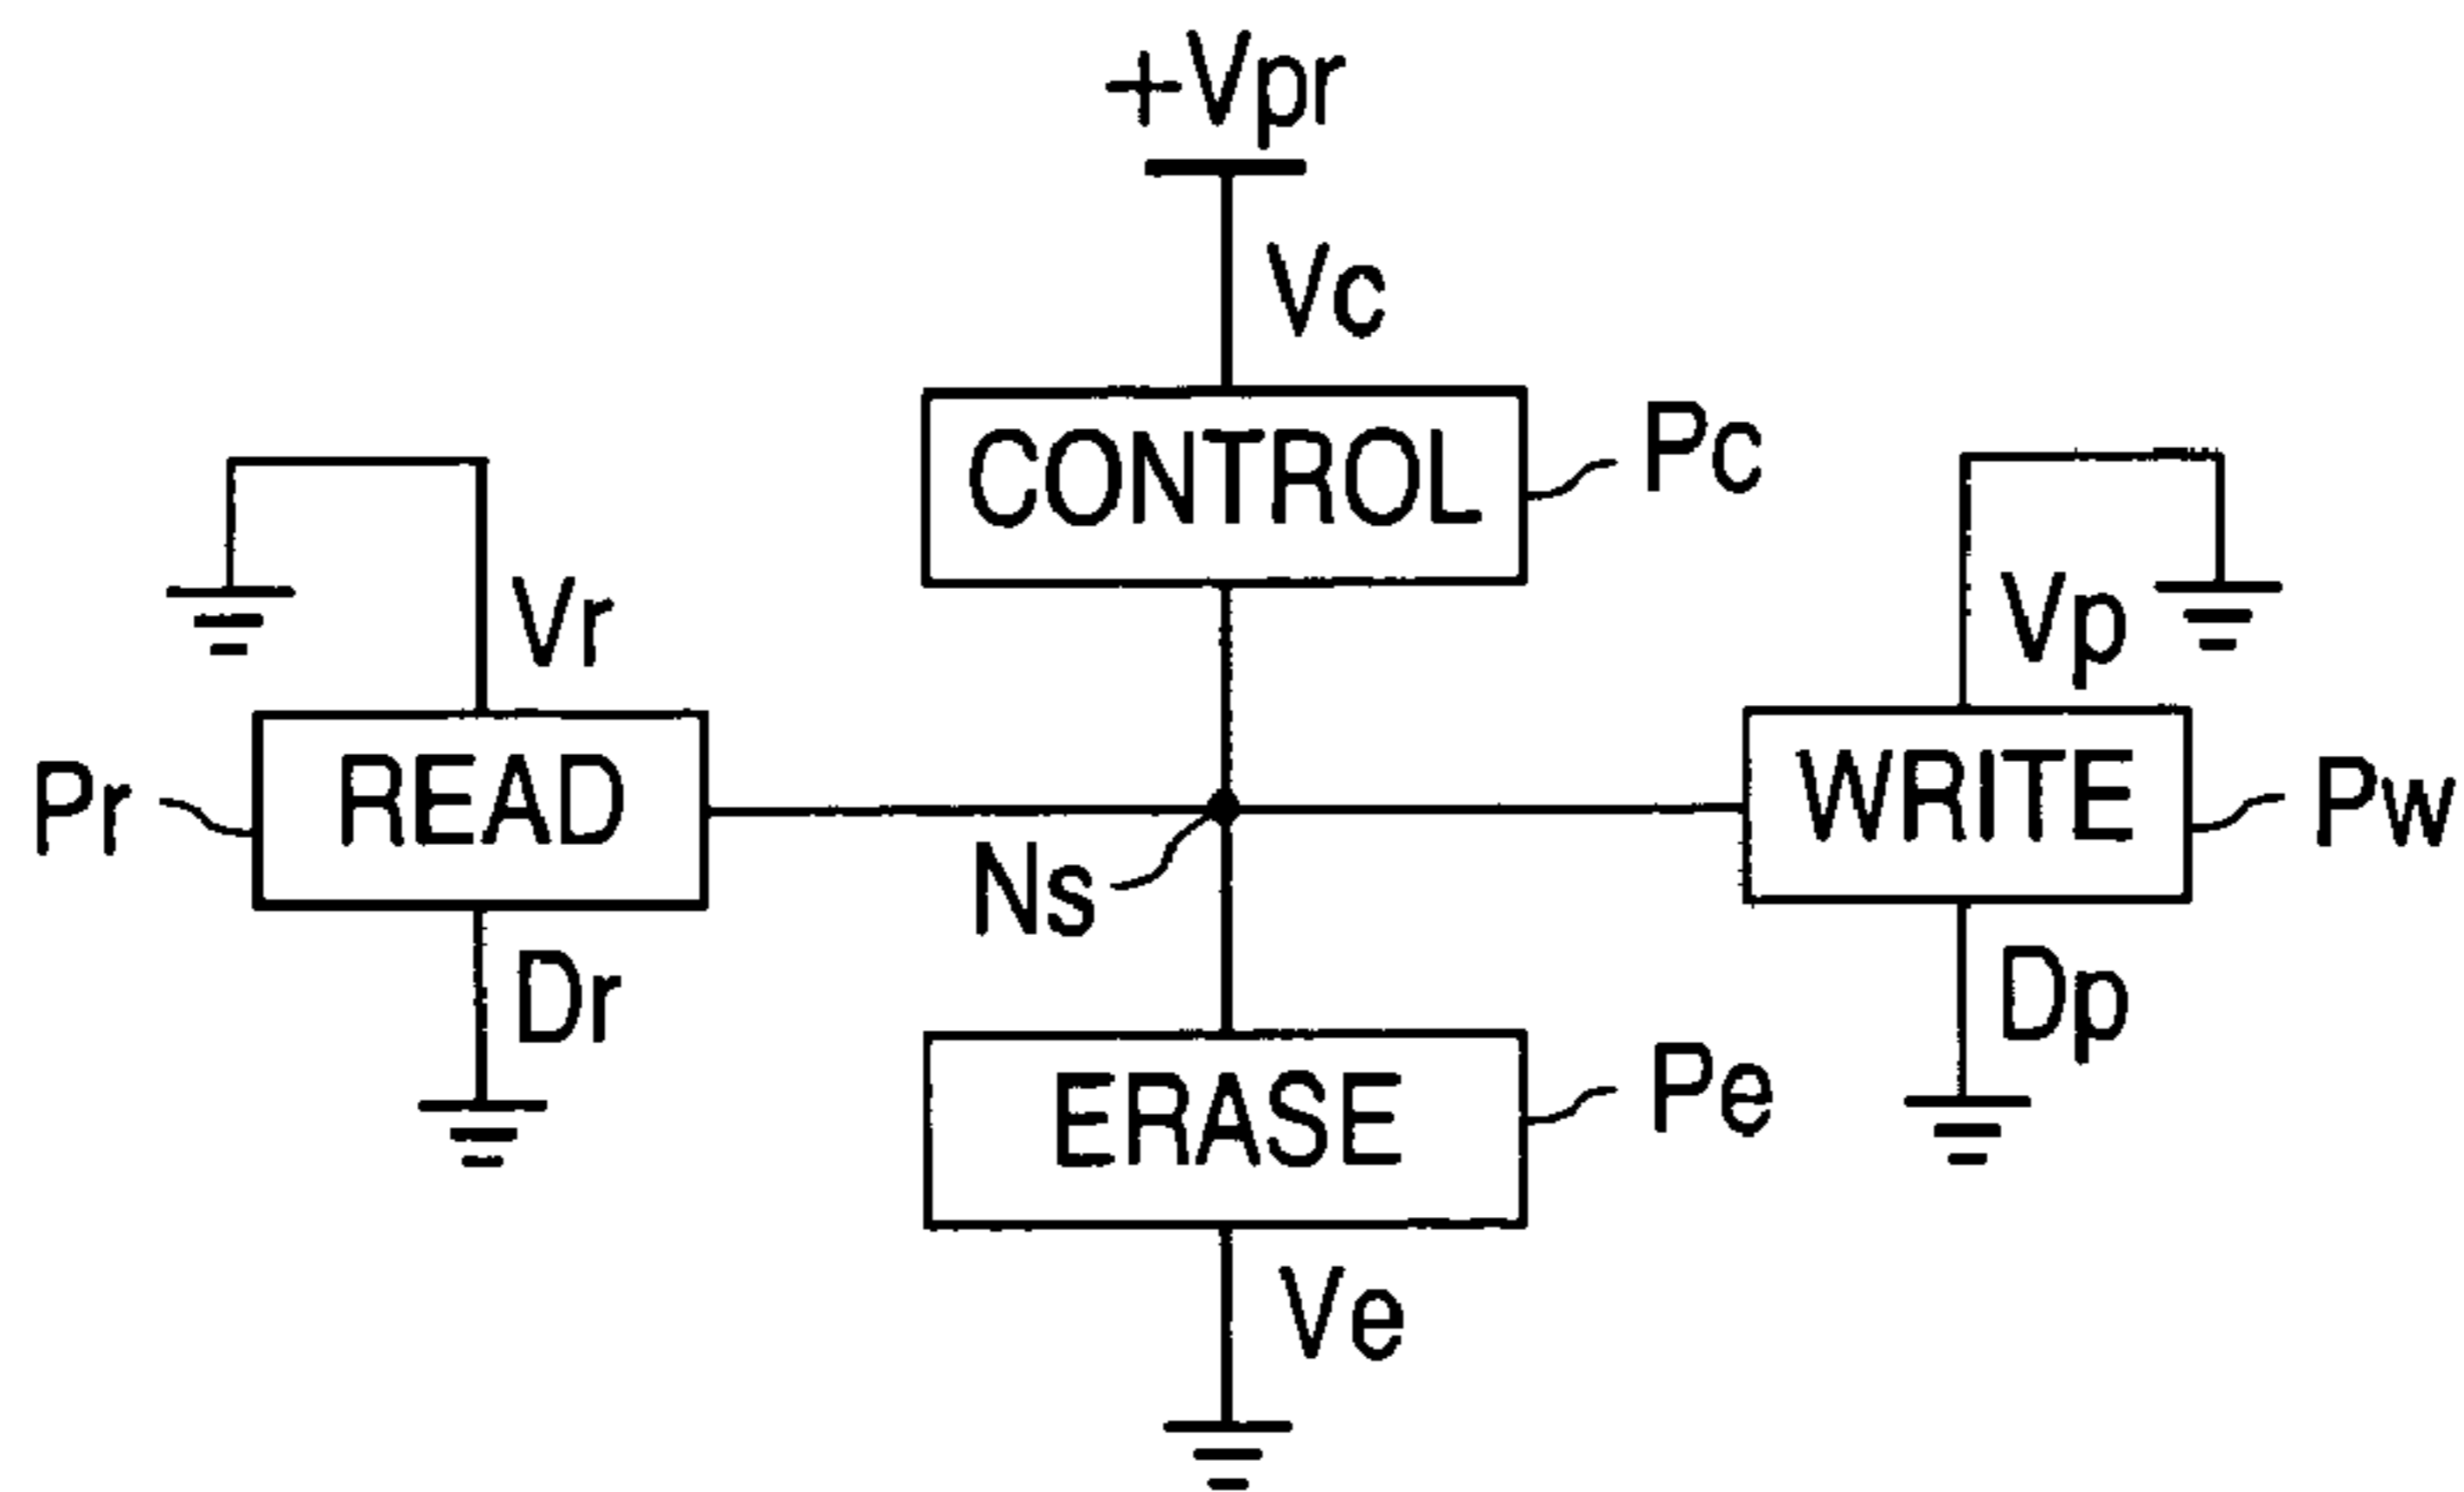 +Vpr
Vc
CONTROL
Pc
Vr
Vp
Pr
READ
WRITE
Pw
Ns
Dr
Dp
ERASE
Pe
Ve